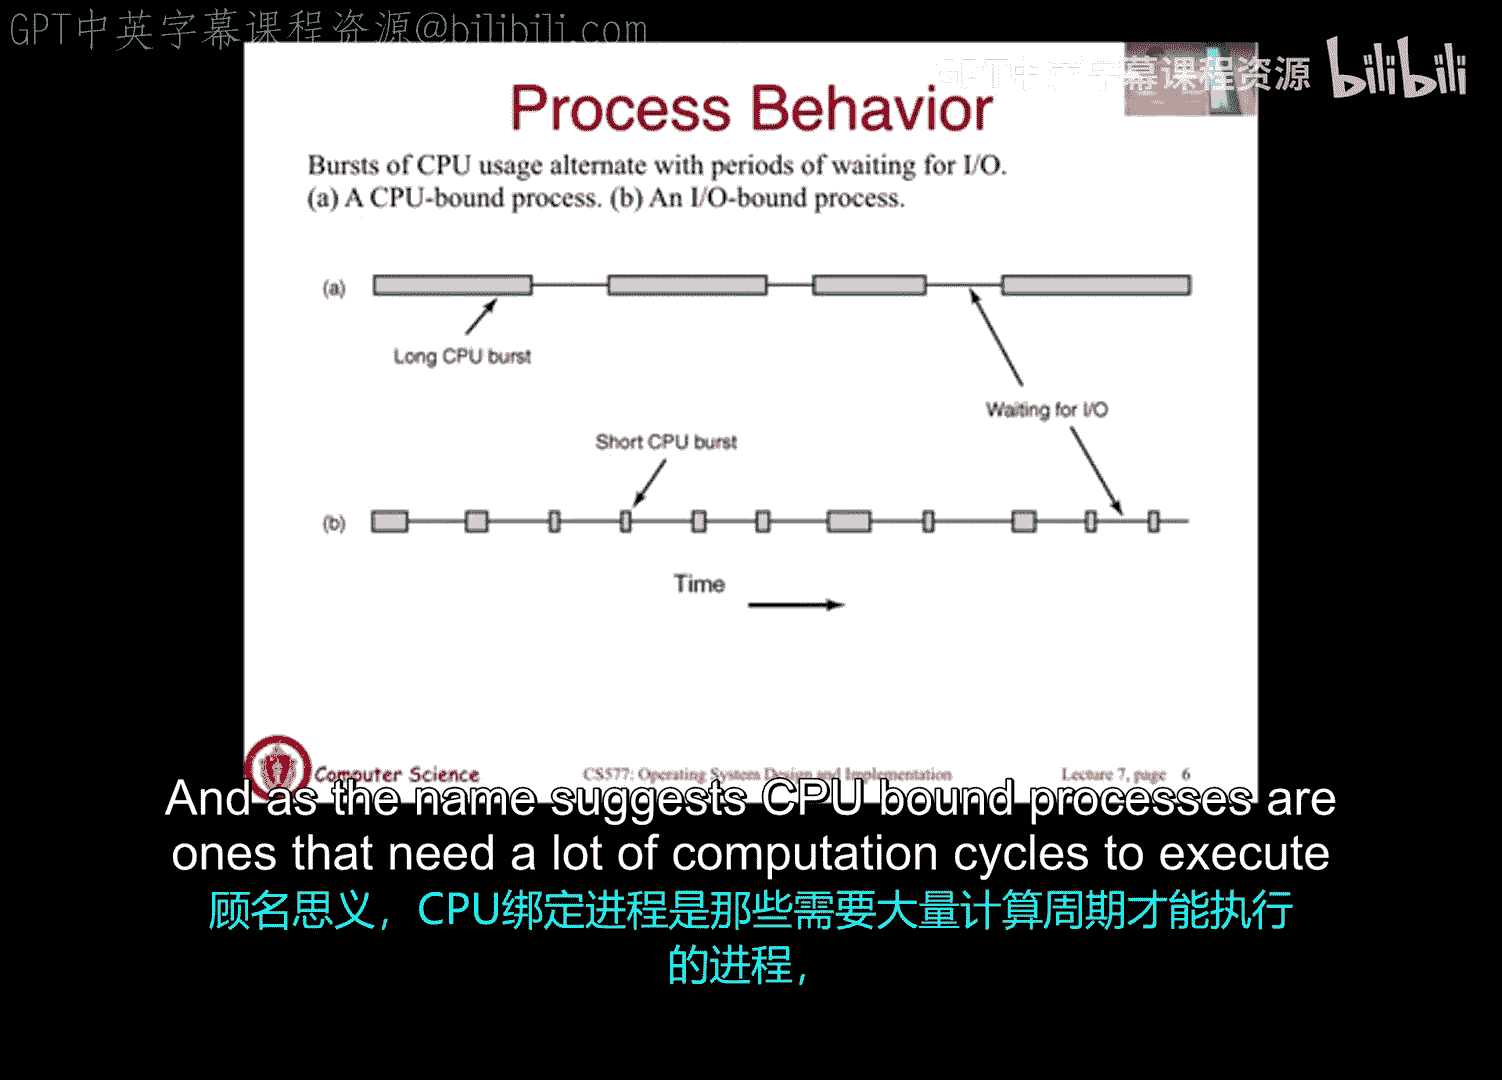 GPT中英字幕课程资源@bilibili.com
GPT中英字幕课程资源 bilibili
Process Behavior
Bursts of CPU usage alternate with periods of waiting for I/O.
(a) A CPU-bound process. (b) An I/O-bound process.
(a)
Long CPU burst
Waiting for I/O
Short CPU burst
(b)
Time
Computer Science CS577: Operating System Design and Implementation Lecture 7, page 6
And as the name suggests CPU bound processes are
ones that need a lot of computation cycles to execute
顾名思义，CPU绑定进程是那些需要大量计算周期才能执行
的进程，